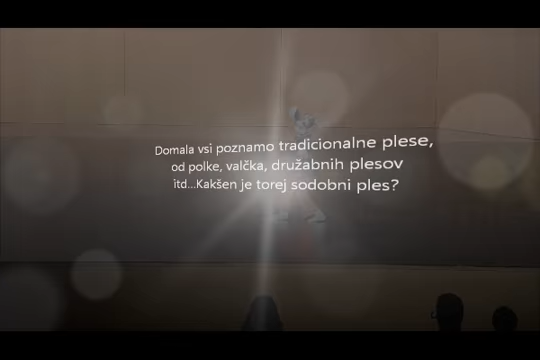 Domala vsi poznamo tradicionalne plese,
od polke, valčka, družabnih plesov
itd...Kakšen je torej sodobni ples?